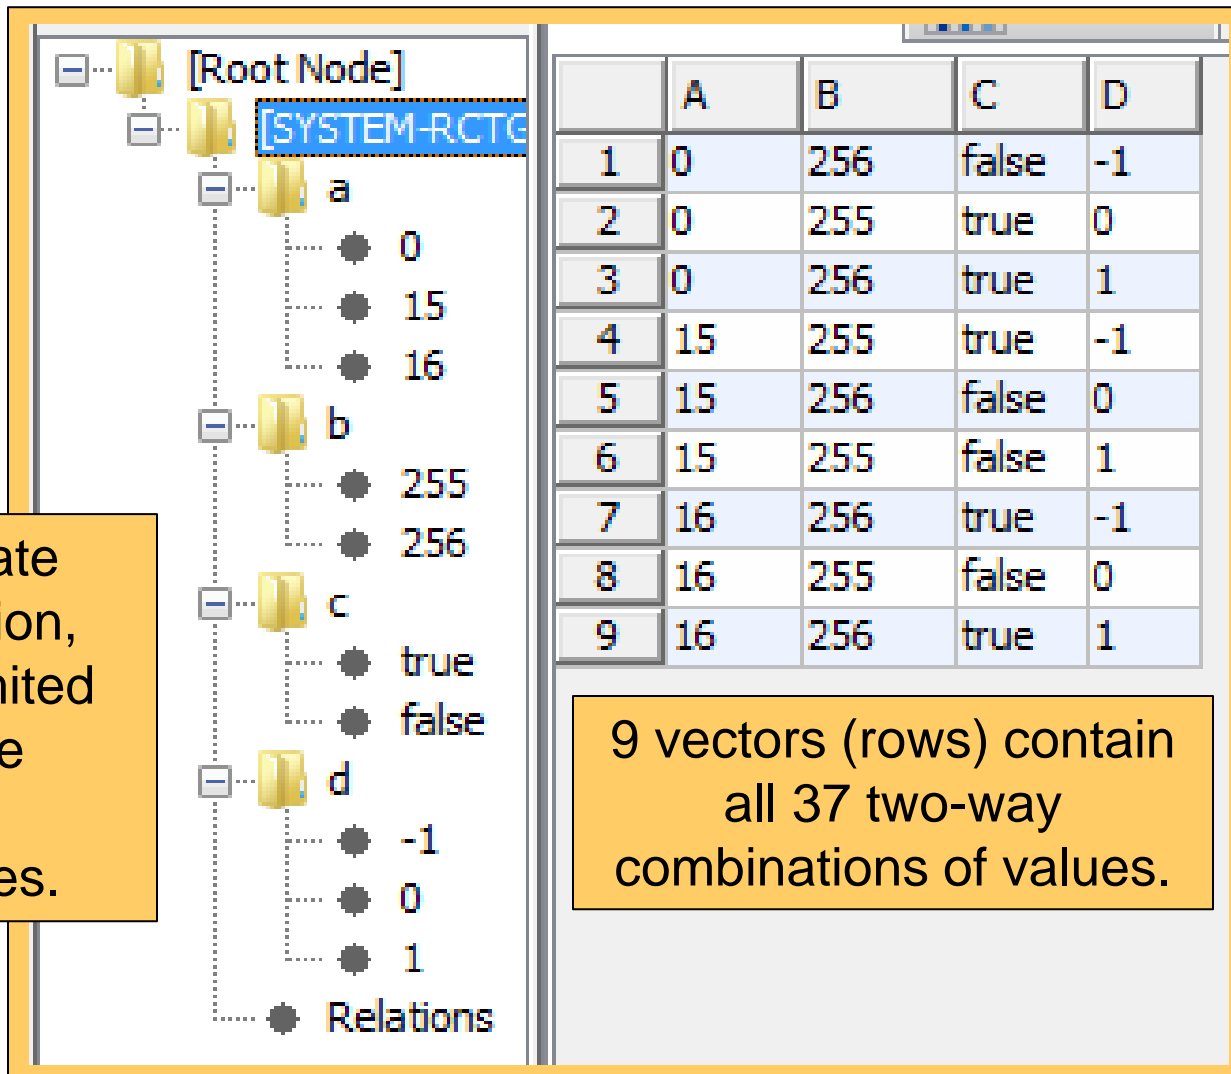 [Root Node]
[SYSTEM-RCTG
a
0
15
16
b
255
256
c
true
false
d
-1
0
1
Relations
A B C D
1 0 256 false -1
2 0 255 true 0
3 0 256 true 1
4 15 255 true -1
5 15 256 false 0
6 15 255 false 1
7 16 256 true -1
8 16 255 false 0
9 16 256 true 1
9 vectors (rows) contain
all 37 two-way
combinations of values.